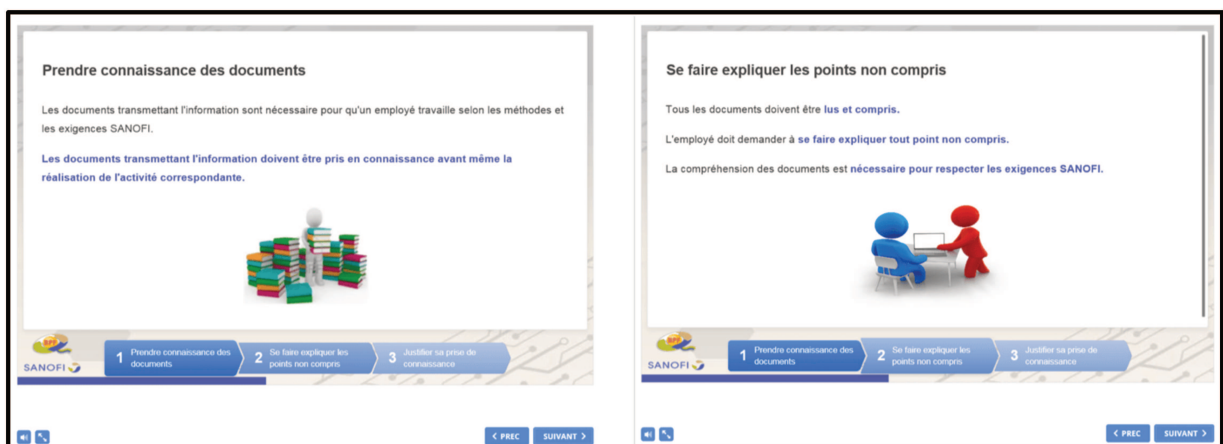 Prendre connaissance des documents
Les documents transmettant l'information sont nécessaire pour qu'un employé travaille selon les méthodes et
les exigences SANOFI.
Les documents transmettant l'information doivent être pris en connaissance avant même la
réalisation de l'activité correspondante.
BPF
SANOFI
1 Prendre connaissance des
documents
2 Se faire expliquer les
points non compris
3 Justifier sa prise de
connaissance
< PREC
SUIVANT >
Se faire expliquer les points non compris
Tous les documents doivent être lus et compris.
L'employé doit demander à se faire expliquer tout point non compris.
La compréhension des documents est nécessaire pour respecter les exigences SANOFI.
BPF
SANOFI
1 Prendre connaissance des
documents
2 Se faire expliquer les
points non compris
3 Justifier sa prise de
connaissance
< PREC
SUIVANT >